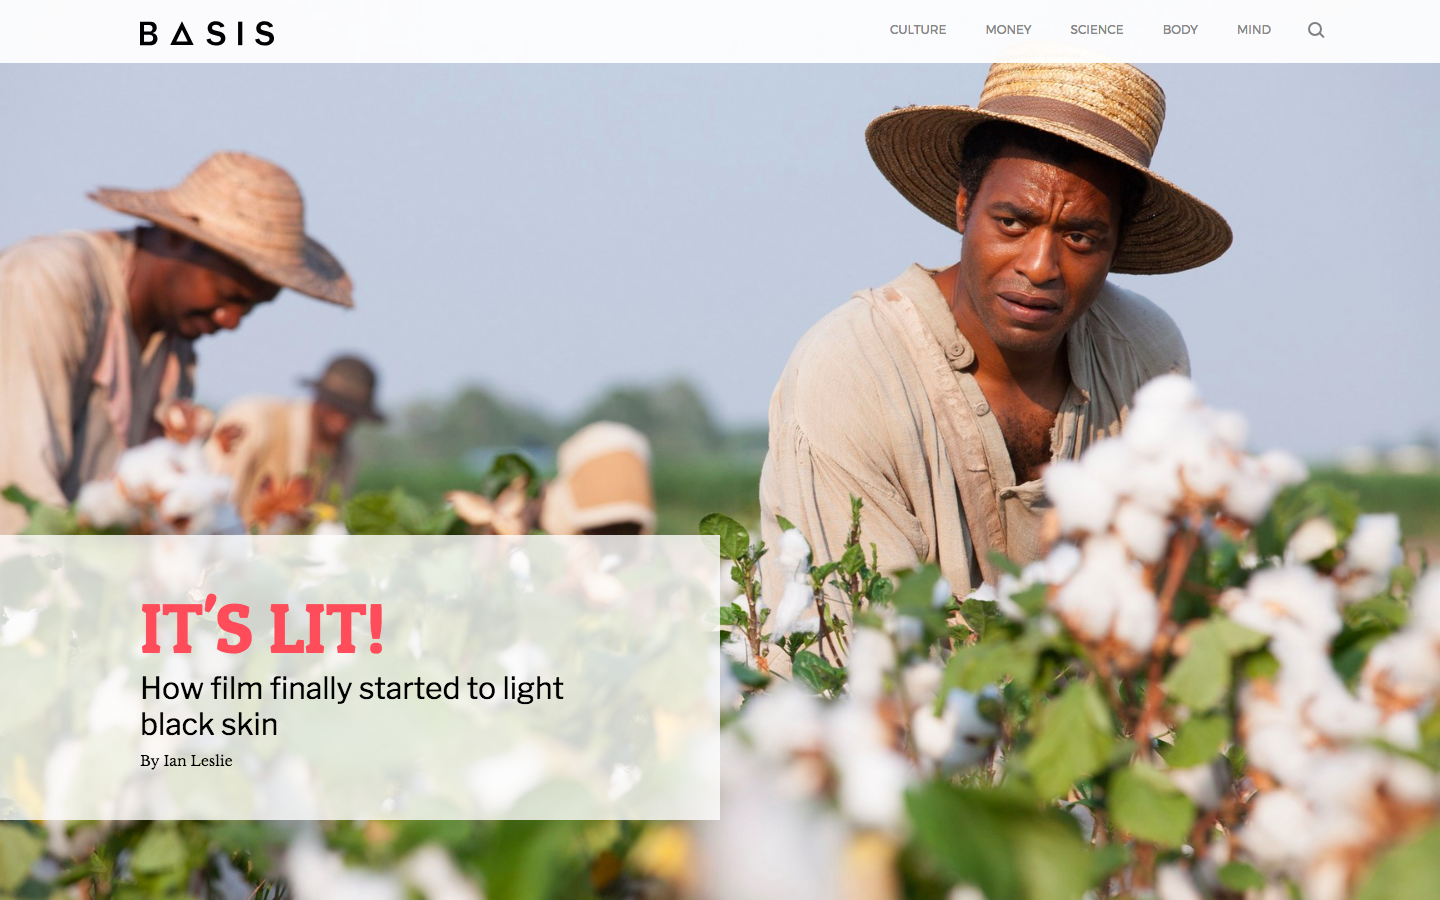 BASIS
CULTURE MONEY SCIENCE BODY MIND
IT'S LIT!
How film finally started to light
black skin
By Ian Leslie